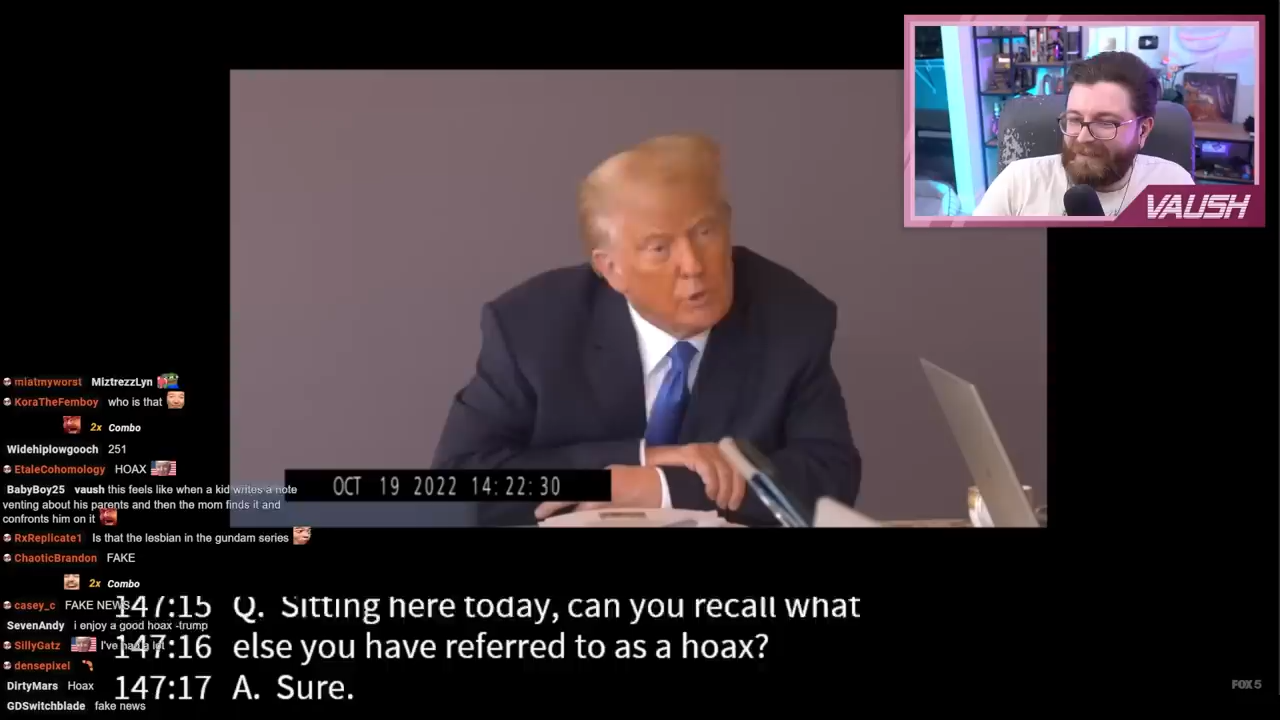 VAUSH
miatmyworst MiztrezzLyn
KoraTheFemboy who is that
2x Combo
Widehiplowgooch 251
EtaleCohomology HOAX
BabyBoy25 vaush this feels like when a kid writes a note
venting about his parents and then the mom finds it and
confronts him on it
RxReplicate1 Is that the lesbian in the gundam series
ChaoticBrandon FAKE
2x Combo
casey_c FAKE NEWS
SevenAndy i enjoy a good hoax -trump
SillyGatz I've had a lot
densepixel
DirtyMars Hoax
GDSwitchblade fake news
OCT 19 2022 14:22:30
147:15 Q. Sitting here today, can you recall what
147:16 else you have referred to as a hoax?
147:17 A. Sure.
FOX 5